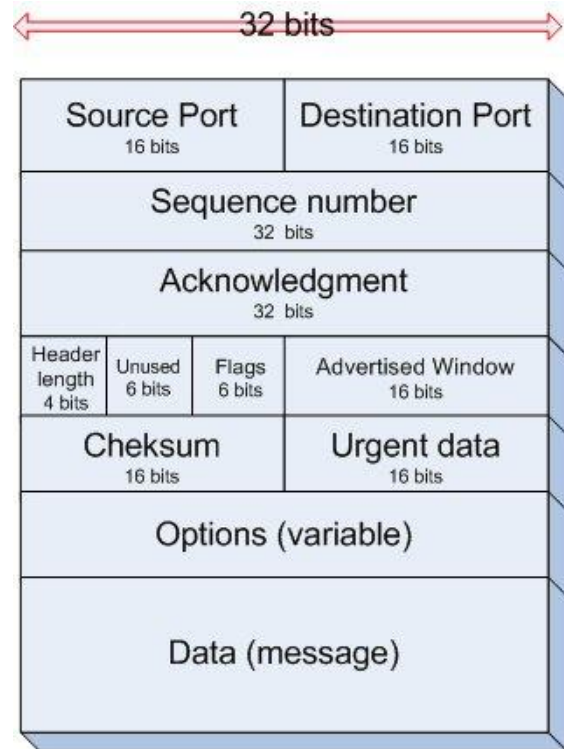 32 bits
Source Port
16 bits
Destination Port
16 bits
Sequence number
32 bits
Acknowledgment
32 bits
Header
length
4 bits
Unused
6 bits
Flags
6 bits
Advertised Window
16 bits
Cheksum
16 bits
Urgent data
16 bits
Options (variable)
Data (message)